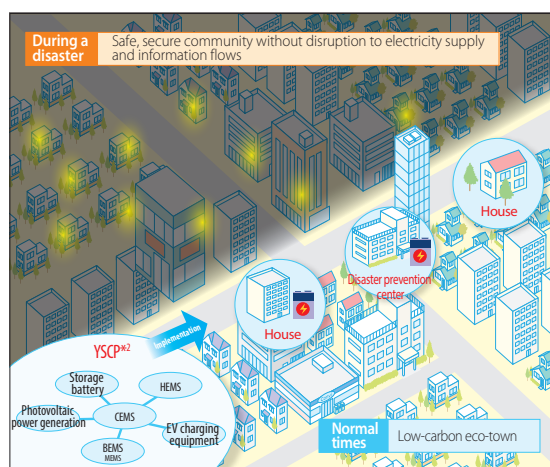 During a
disaster
Safe, secure community without disruption to electricity supply
and information flows
House
Disaster prevention
center
House
YSCP*2
implementation
Storage
battery
HEMS
Photovoltaic
power generation
CEMS
EV charging
equipment
BEMS
MEMS
Normal
times
Low-carbon eco-town